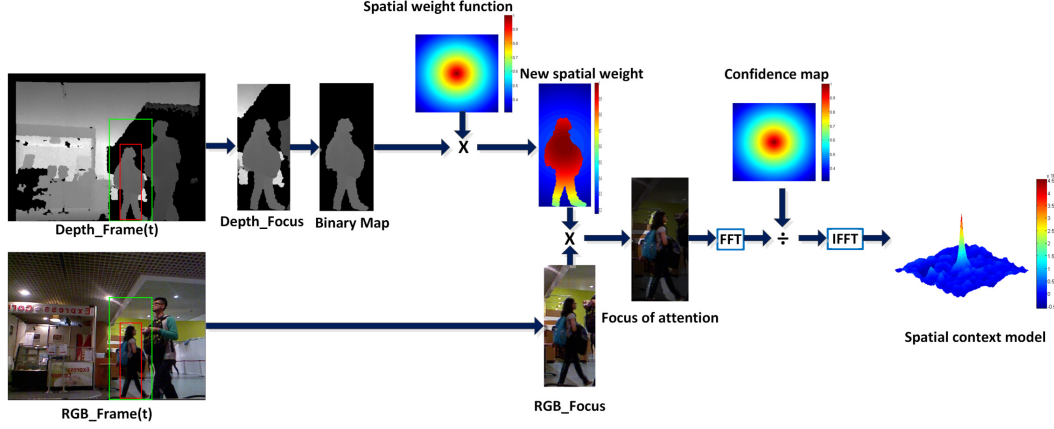 Spatial weight function
New spatial weight
Confidence map
X
Depth_Frame(t)
Depth_Focus
Binary Map
X
FFT
÷
IFFT
Focus of attention
Spatial context model
RGB_Frame(t)
RGB_Focus